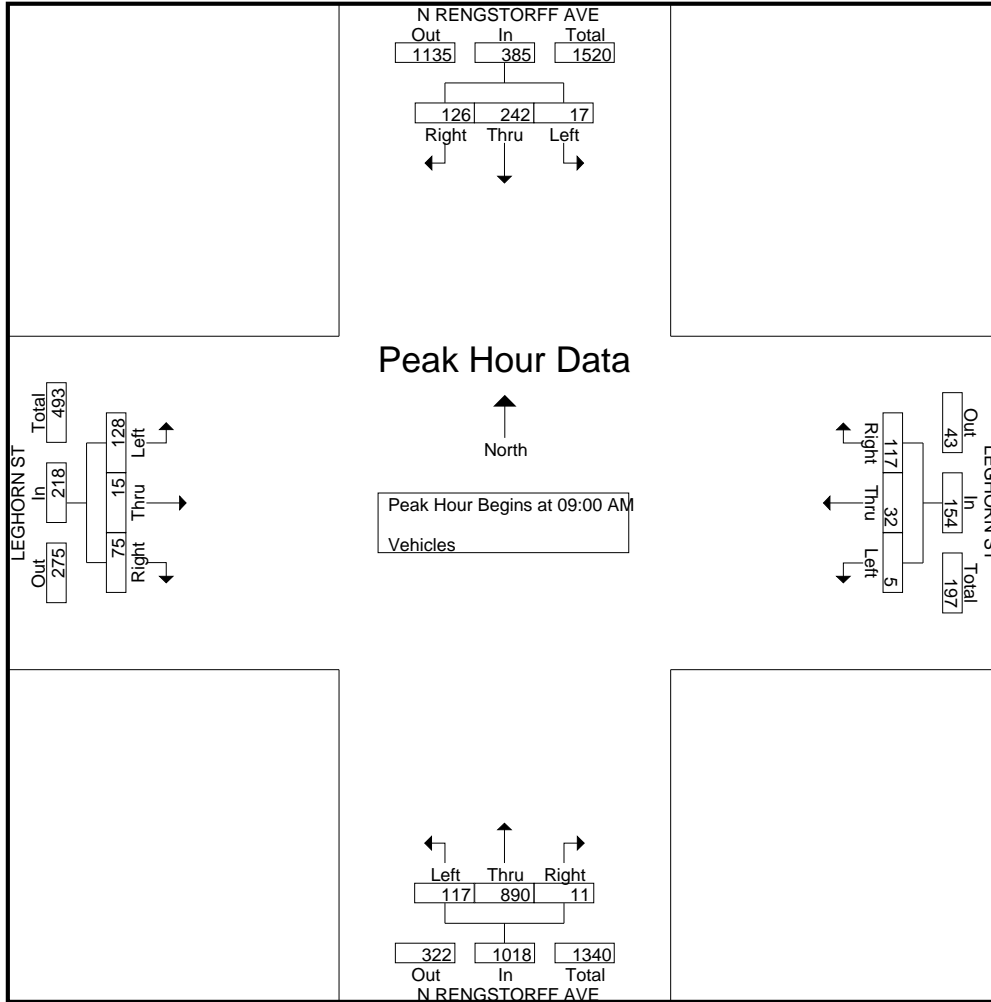 N RENGSTORFF AVE
Out In Total
1135 385 1520
126 242 17
Right Thru Left
Peak Hour Data
North
Peak Hour Begins at 09:00 AM
Vehicles
LEGHORN ST
Total In Out
493 218 275
128 15 75
Left Thru Right
Right Thru Left
117 32 5
Out In Total
43 154 197
LEGHORN ST
Left Thru Right
117 890 11
322 1018 1340
Out In Total
N RENGSTORFF AVE